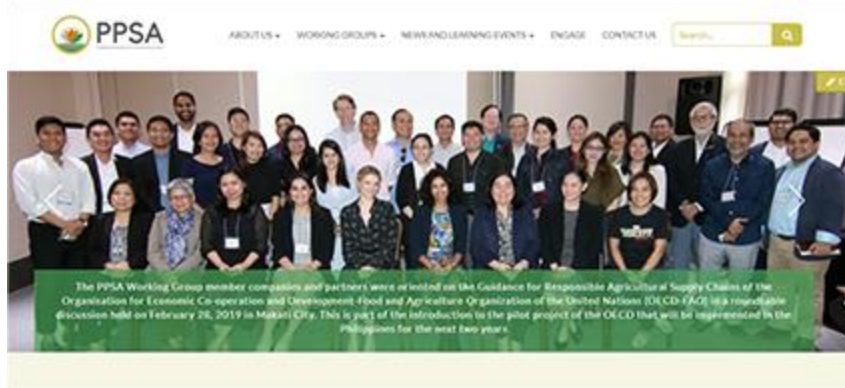 PPSA
ABOUT US
WORKING GROUPS
NEWS AND LEARNING EVENTS
ENGAGE
CONTACT US
Search...
The PPSA Working Group member companies and partners were oriented on the Guidance for Responsible Agricultural Supply Chains of the
Organisation for Economic Co-operation and Development-Food and Agriculture Organization of the United Nations (OECD-FAO) in a roundtable
discussion held on February 28, 2019 in Makati City. This is part of the introduction to the pilot project of the OECD that will be implemented in the
Philippines for the next two years